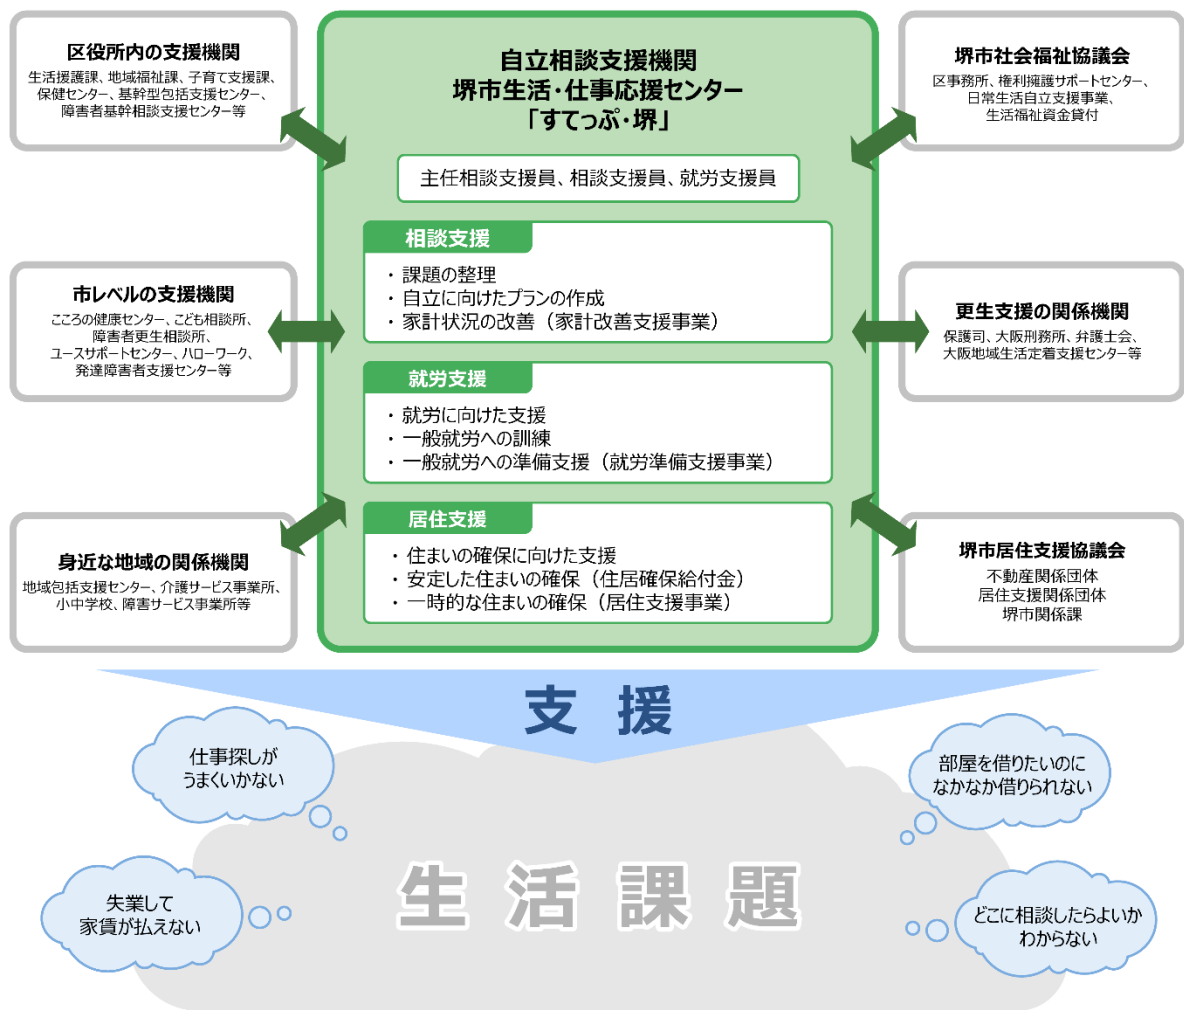 区役所内の支援機関
生活援護課、地域福祉課、子育て支援課、
保健センター、基幹型包括支援センター、
障害者基幹相談支援センター等
市レベルの支援機関
こころの健康センター、こども相談所、
障害者更生相談所、
ユースサポートセンター、ハローワーク、
発達障害者支援センター等
身近な地域の関係機関
地域包括支援センター、介護サービス事業所、
小中学校、障害サービス事業所等
自立相談支援機関
堺市生活・仕事応援センター
「すてっぷ・堺」
主任相談支援員、相談支援員、就労支援員
相談支援
・ 課題の整理
・ 自立に向けたプランの作成
・ 家計状況の改善（家計改善支援事業）
就労支援
・ 就労に向けた支援
・ 一般就労への訓練
・ 一般就労への準備支援（就労準備支援事業）
居住支援
・ 住まいの確保に向けた支援
・ 安定した住まいの確保（住居確保給付金）
・ 一時的な住まいの確保（居住支援事業）
堺市社会福祉協議会
区事務所、権利擁護サポートセンター、
日常生活自立支援事業、
生活福祉資金貸付
更生支援の関係機関
保護司、大阪刑務所、弁護士会、
大阪地域生活定着支援センター等
堺市居住支援協議会
不動産関係団体
居住支援関係団体
堺市関係課
支援
仕事探しが
うまくいかない
部屋を借りたいのに
なかなか借りられない
生活課題
失業して
家賃が払えない
どこに相談したらよいか
わからない